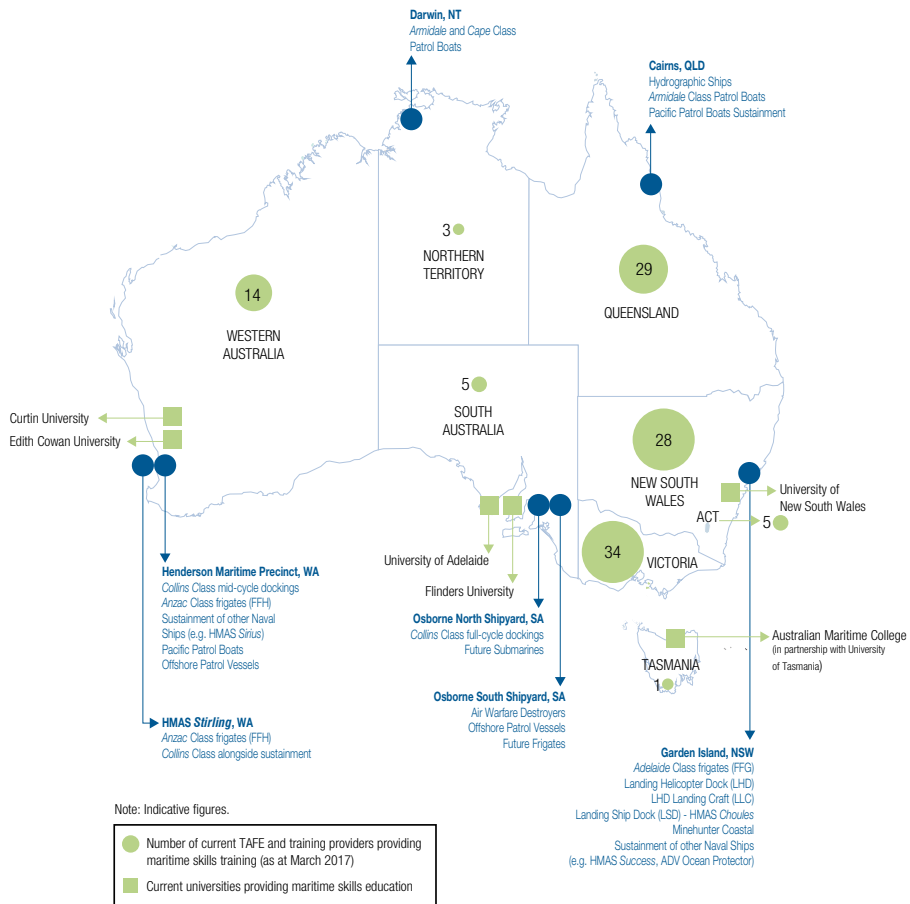 Darwin, NT
Armidale and Cape Class
Patrol Boats
Cairns, QLD
Hydrographic Ships
Armidale Class Patrol Boats
Pacific Patrol Boats Sustainment
3
NORTHERN
TERRITORY
29
QUEENSLAND
14
WESTERN
AUSTRALIA
5
SOUTH
AUSTRALIA
Curtin University
Edith Cowan University
28
NEW SOUTH
WALES
University of
New South Wales
ACT
5
34
VICTORIA
University of Adelaide
Flinders University
Henderson Maritime Precinct, WA
Collins Class mid-cycle dockings
Anzac Class frigates (FFH)
Sustainment of other Naval
Ships (e.g. HMAS Sirius)
Pacific Patrol Boats
Offshore Patrol Vessels
Osborne North Shipyard, SA
Collins Class full-cycle dockings
Future Submarines
Australian Maritime College
(in partnership with University
of Tasmania)
TASMANIA
1
Osborne South Shipyard, SA
Air Warfare Destroyers
Offshore Patrol Vessels
Future Frigates
HMAS Stirling, WA
Anzac Class frigates (FFH)
Collins Class alongside sustainment
Garden Island, NSW
Adelaide Class frigates (FFG)
Landing Helicopter Dock (LHD)
LHD Landing Craft (LLC)
Landing Ship Dock (LSD) - HMAS Choules
Minehunter Coastal
Sustainment of other Naval Ships
(e.g. HMAS Success, ADV Ocean Protector)
Note: Indicative figures.
Number of current TAFE and training providers providing
maritime skills training (as at March 2017)
Current universities providing maritime skills education